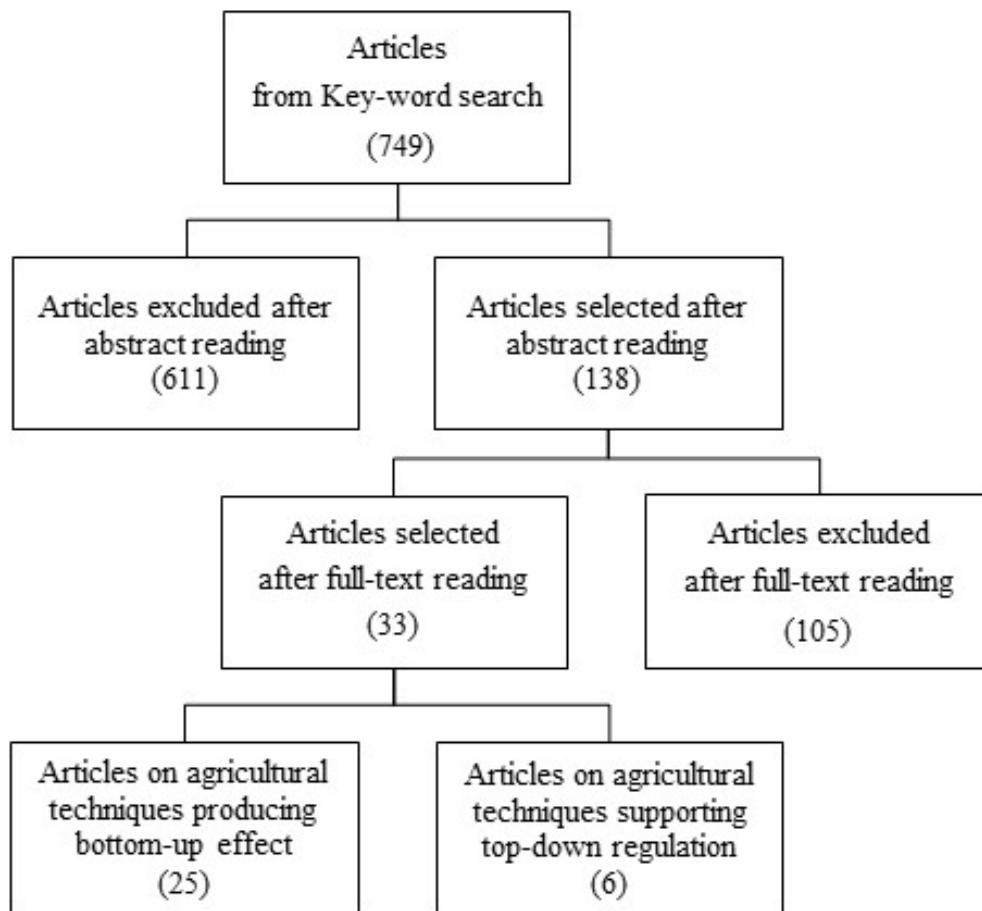 Articles
from Key-word search
(749)
Articles excluded after
abstract reading
(611)
Articles selected after
abstract reading
(138)
Articles selected
after full-text reading
(33)
Articles excluded
after full-text reading
(105)
Articles on agricultural
techniques producing
bottom-up effect
(25)
Articles on agricultural
techniques supporting
top-down regulation
(6)